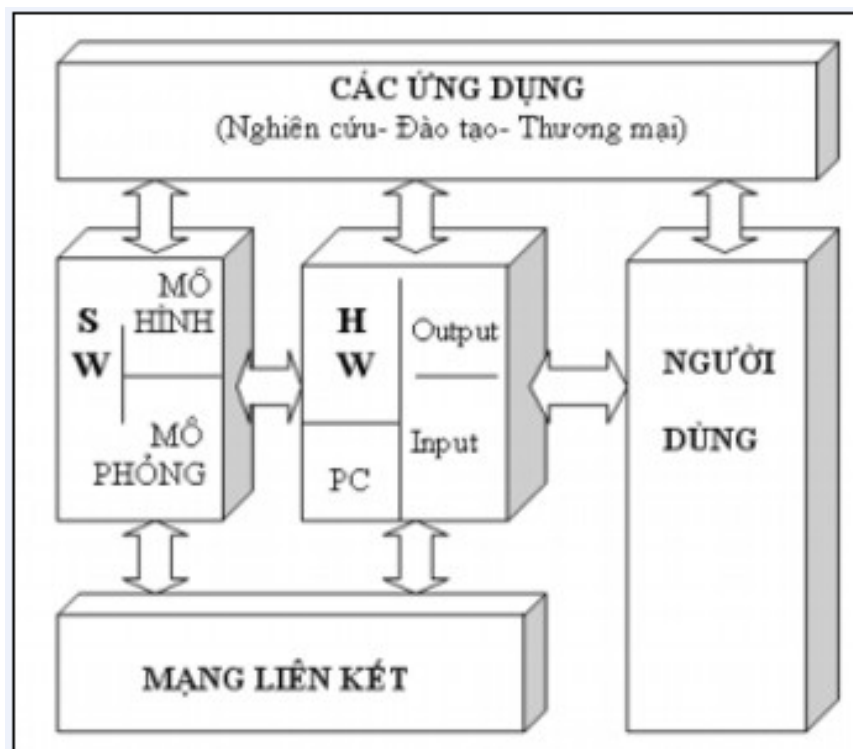 CÁC ỨNG DỤNG
(Nghiên cứu- Đào tạo- Thương mại)
S
W
MÔ
HÌNH
MÔ
PHỎNG
H
W
Output
Input
PC
NGƯỜI
DÙNG
MẠNG LIÊN KẾT